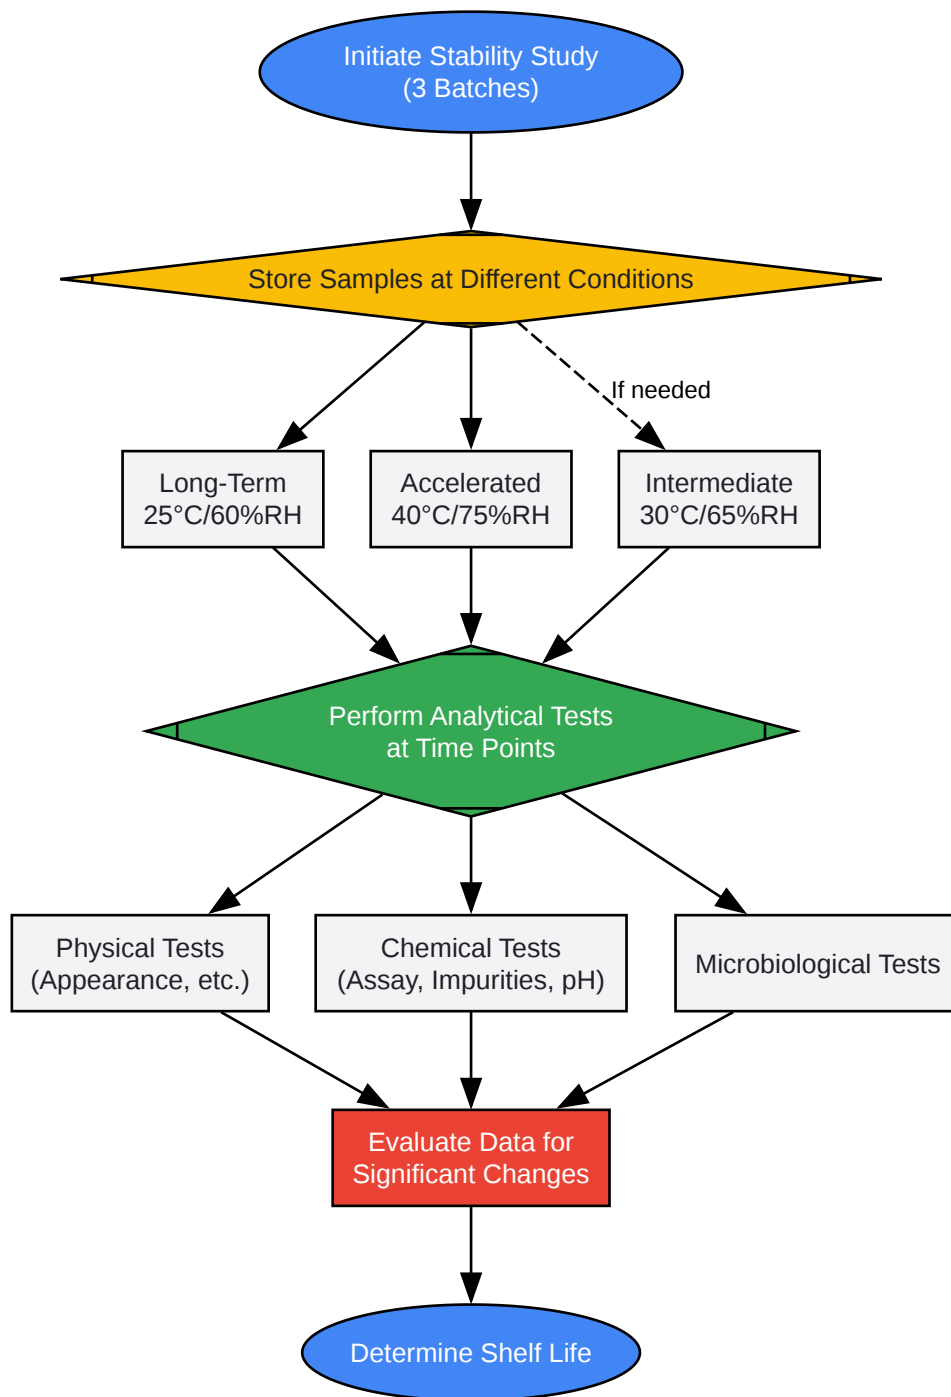 Initiate Stability Study
(3 Batches)
Store Samples at Different Conditions
If needed
Long-Term
25°C/60%RH
Accelerated
40°C/75%RH
Intermediate
30°C/65%RH
Perform Analytical Tests
at Time Points
Physical Tests
(Appearance, etc.)
Chemical Tests
(Assay, Impurities, pH)
Microbiological Tests
Evaluate Data for
Significant Changes
Determine Shelf Life